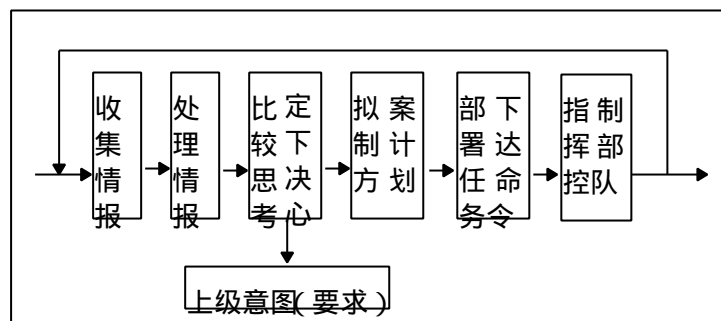 收集情报
处理情报
比较思考
定下决心
拟制方
案计划
部署任务
下达命令
指挥控
制部队
上级意图(要求)